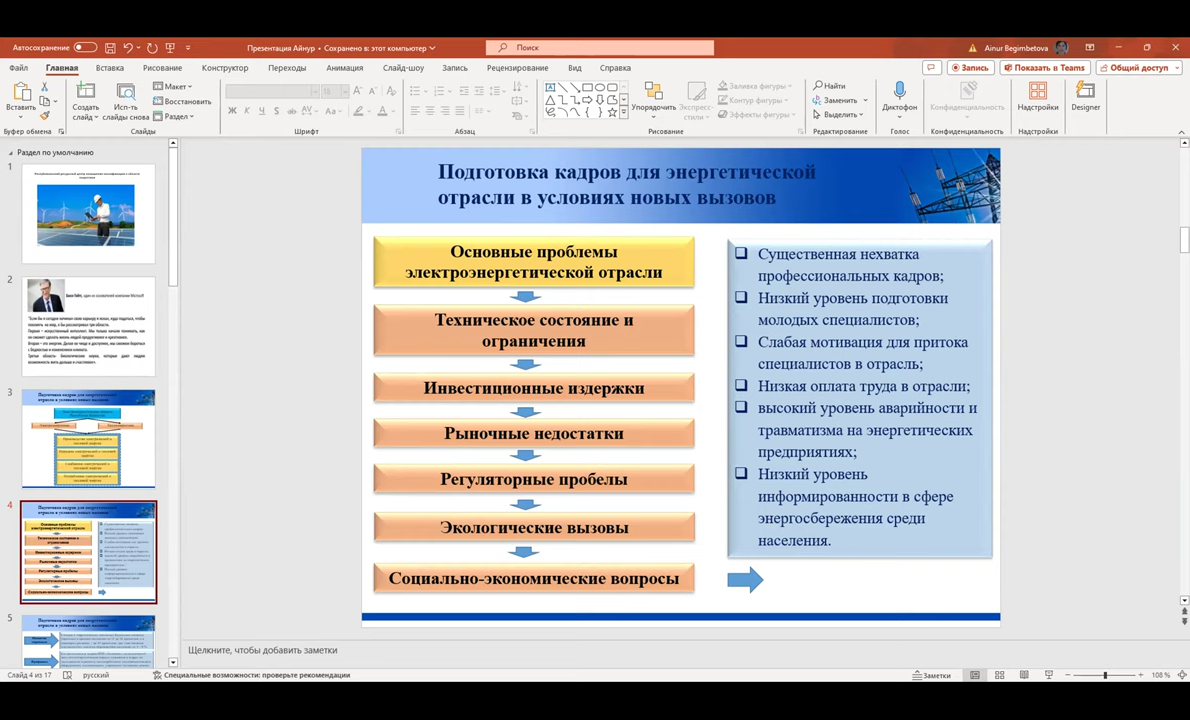 Автосохранение
Презентация Айнур • Сохранено в: этот компьютер
Поиск
Ainur Begimbetova
Файл
Главная
Вставка
Рисование
Конструктор
Переходы
Анимация
Слайд-шоу
Запись
Рецензирование
Вид
Справка
Запись
Показать в Teams
Общий доступ
Вставить
Создать слайд
Исп-ть слайды снова
Макет
Восстановить
Раздел
Ж К Ч
Aa
Упорядочить
Экспресс-стили
Заливка фигуры
Контур фигуры
Эффекты фигуры
Найти
Заменить
Выделить
Диктофон
Конфиденциальность
Надстройки
Designer
Буфер обмена
Слайды
Шрифт
Абзац
Рисование
Редактирование
Голос
Конфиденциальность
Надстройки
Раздел по умолчанию
1
2
3
4
5
Подготовка кадров для энергетической
отрасли в условиях новых вызовов
Основные проблемы
электроэнергетической отрасли
Техническое состояние и
ограничения
Инвестиционные издержки
Рыночные недостатки
Регуляторные пробелы
Экологические вызовы
Социально-экономические вопросы
Существенная нехватка
профессиональных кадров;
Низкий уровень подготовки
молодых специалистов;
Слабая мотивация для притока
специалистов в отрасль;
Низкая оплата труда в отрасли;
высокий уровень аварийности и
травматизма на энергетических
предприятиях;
Низкий уровень
информированности в сфере
энергосбережения среди
населения.
Щелкните, чтобы добавить заметки
Слайд 4 из 17
русский
Специальные возможности: проверьте рекомендации
Заметки
108 %